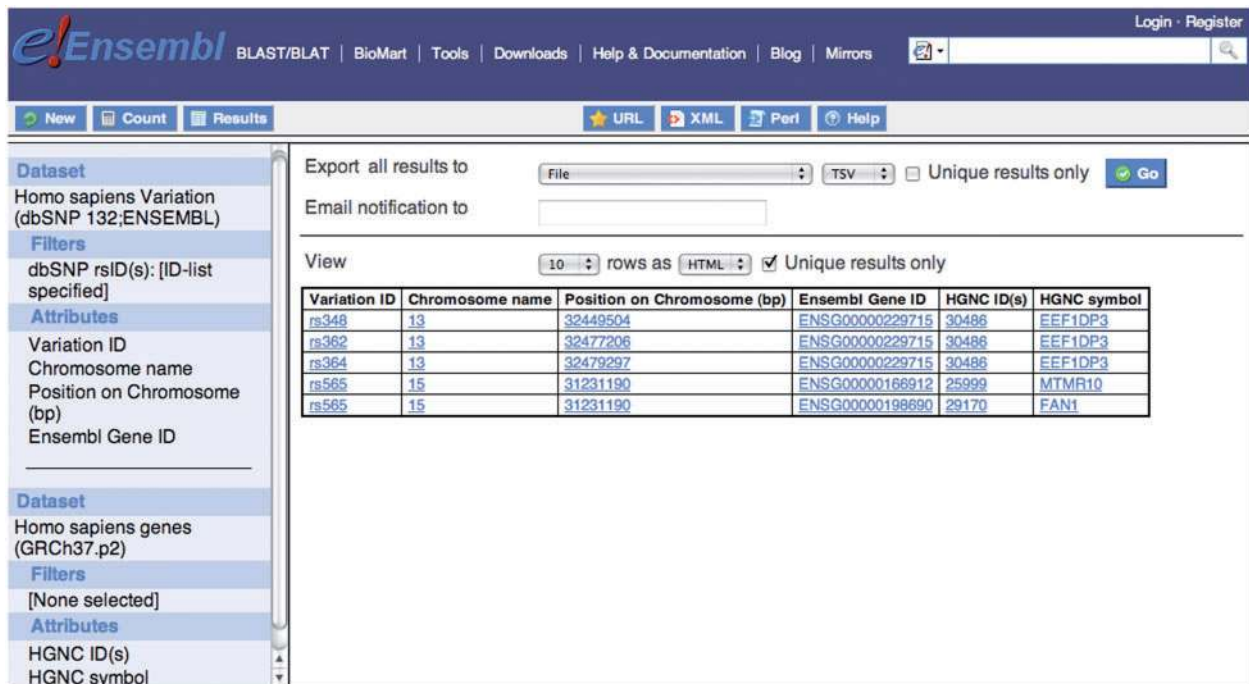 Login · Register
e!Ensembl BLAST/BLAT | BioMart | Tools | Downloads | Help & Documentation | Blog | Mirrors
New Count Results URL XML Perl Help
Dataset
Homo sapiens Variation
(dbSNP 132;ENSEMBL)
Filters
dbSNP rsID(s): [ID-list
specified]
Attributes
Variation ID
Chromosome name
Position on Chromosome
(bp)
Ensembl Gene ID
Dataset
Homo sapiens genes
(GRCh37.p2)
Filters
[None selected]
Attributes
HGNC ID(s)
HGNC symbol
Export all results to File TSV Unique results only Go
Email notification to
View 10 rows as HTML Unique results only
Variation ID Chromosome name Position on Chromosome (bp) Ensembl Gene ID HGNC ID(s) HGNC symbol
rs348 13 32449504 ENSG00000229715 30486 EEF1DP3
rs362 13 32477206 ENSG00000229715 30486 EEF1DP3
rs364 13 32479297 ENSG00000229715 30486 EEF1DP3
rs565 15 31231190 ENSG00000166912 25999 MTMR10
rs565 15 31231190 ENSG00000198690 29170 FAN1